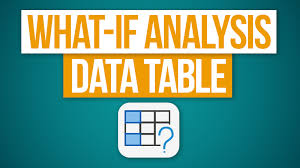 WHAT-IF ANALYSIS
DATA TABLE
?